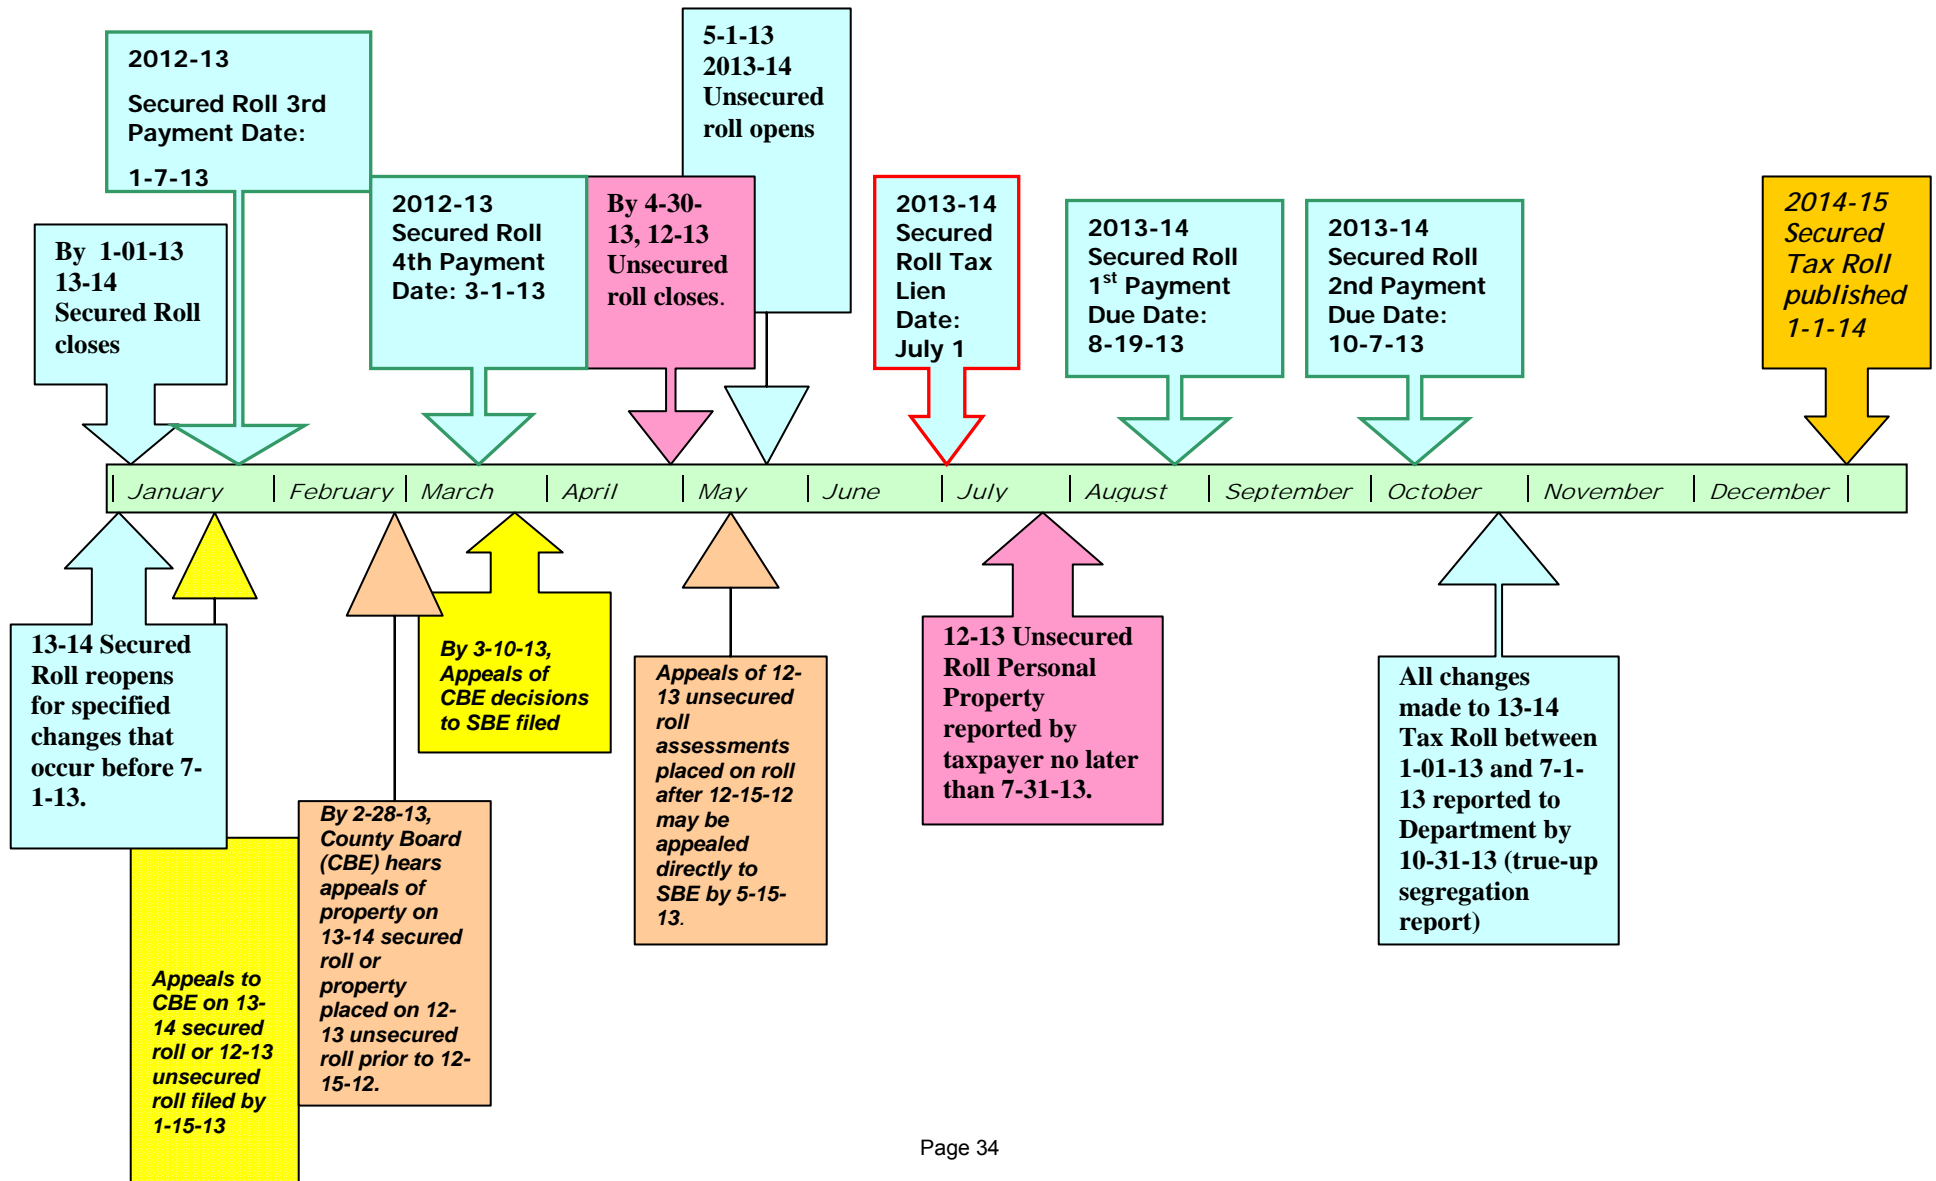 2012-13
Secured Roll 3rd
Payment Date:
1-7-13
5-1-13
2013-14
Unsecured
roll opens
By  1-01-13
13-14
Secured Roll
closes
2012-13
Secured Roll
4th Payment
Date: 3-1-13
By 4-30-
13, 12-13
Unsecured
roll closes.
2013-14
Secured
Roll Tax
Lien
Date:
July 1
2013-14
Secured Roll
1st Payment
Due Date:
8-19-13
2013-14
Secured Roll
2nd Payment
Due Date:
10-7-13
2014-15
Secured
Tax Roll
published
1-1-14
January February March April May June July August September October November December
13-14 Secured
Roll reopens
for specified
changes that
occur before 7-
1-13.
Appeals to
CBE on 13-
14 secured
roll or 12-13
unsecured
roll filed by
1-15-13
By 2-28-13,
County Board
(CBE) hears
appeals of
property on
13-14 secured
roll or
property
placed on 12-
13 unsecured
roll prior to 12-
15-12.
By 3-10-13,
Appeals of
CBE decisions
to SBE filed
Appeals of 12-
13 unsecured
roll
assessments
placed on roll
after 12-15-12
may be
appealed
directly to
SBE by 5-15-
13.
12-13 Unsecured
Roll Personal
Property
reported by
taxpayer no later
than 7-31-13.
All changes
made to 13-14
Tax Roll between
1-01-13 and 7-1-
13 reported to
Department by
10-31-13 (true-up
segregation
report)
Page 34